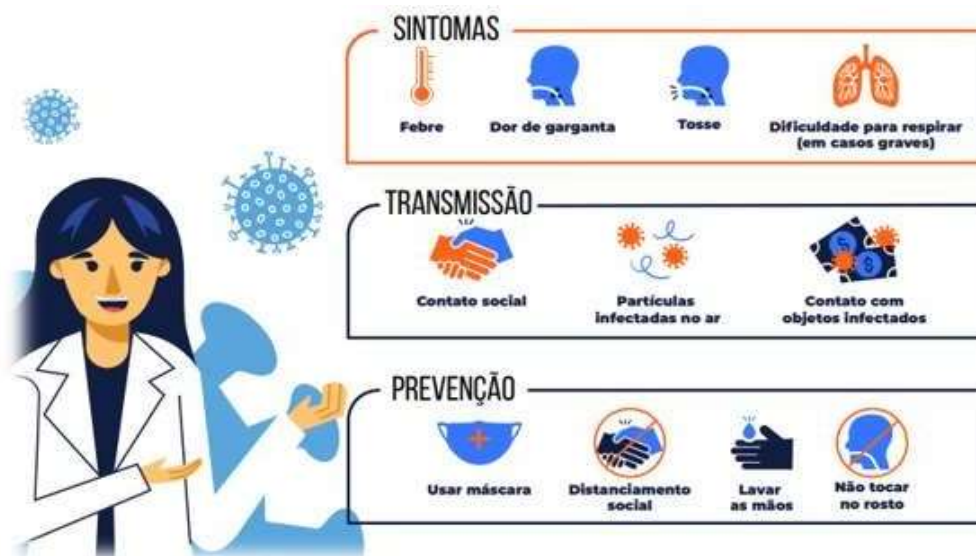 SINTOMAS
Febre
Dor de garganta
Tosse
Dificuldade para respirar
(em casos graves)
TRANSMISSÃO
Contato social
Partículas
infectadas no ar
Contato com
objetos infectados
PREVENÇÃO
Usar máscara
Distanciamento
social
Lavar
as mãos
Não tocar
no rosto